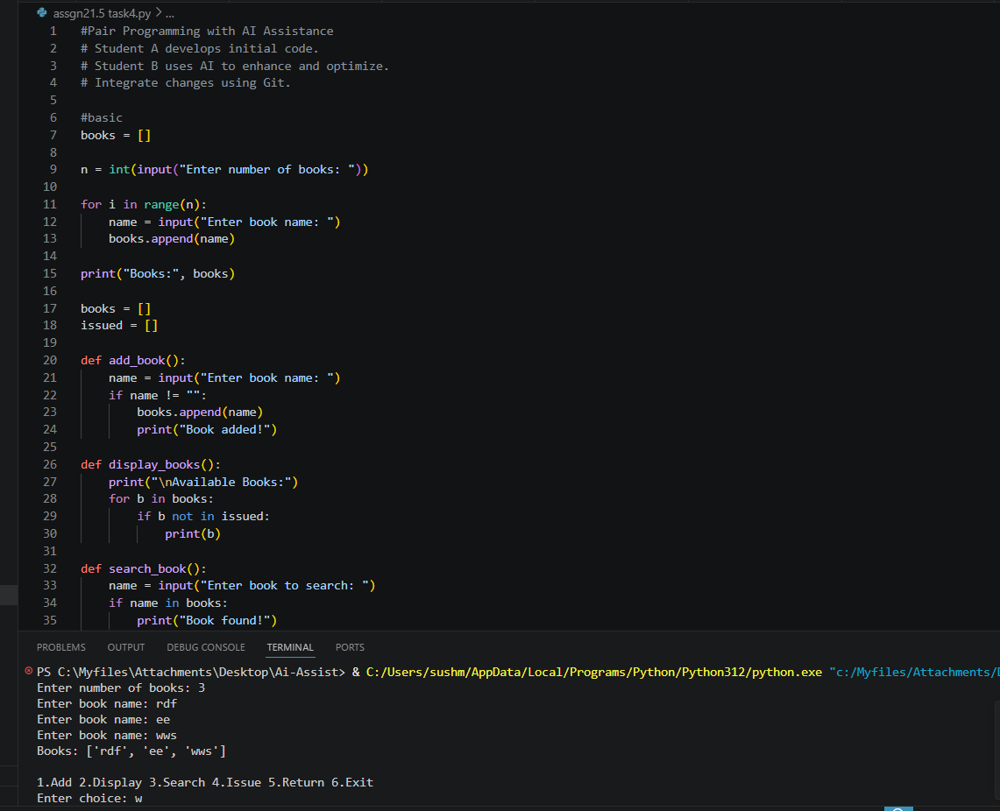 assgn21.5 task4.py > ...
1 #Pair Programming with AI Assistance
2 # Student A develops initial code.
3 # Student B uses AI to enhance and optimize.
4 # Integrate changes using Git.
5
6 #basic
7 books = []
8
9 n = int(input("Enter number of books: "))
10
11 for i in range(n):
12     name = input("Enter book name: ")
13     books.append(name)
14
15 print("Books:", books)
16
17 books = []
18 issued = []
19
20 def add_book():
21     name = input("Enter book name: ")
22     if name != "":
23         books.append(name)
24         print("Book added!")
25
26 def display_books():
27     print("\nAvailable Books:")
28     for b in books:
29         if b not in issued:
30             print(b)
31
32 def search_book():
33     name = input("Enter book to search: ")
34     if name in books:
35         print("Book found!")
PROBLEMS OUTPUT DEBUG CONSOLE TERMINAL PORTS
PS C:\Myfiles\Attachments\Desktop\Ai-Assist> & C:/Users/sushm/AppData/Local/Programs/Python/Python312/python.exe "c:/Myfiles/Attachments/
Enter number of books: 3
Enter book name: rdf
Enter book name: ee
Enter book name: wws
Books: ['rdf', 'ee', 'wws']
1.Add 2.Display 3.Search 4.Issue 5.Return 6.Exit
Enter choice: w